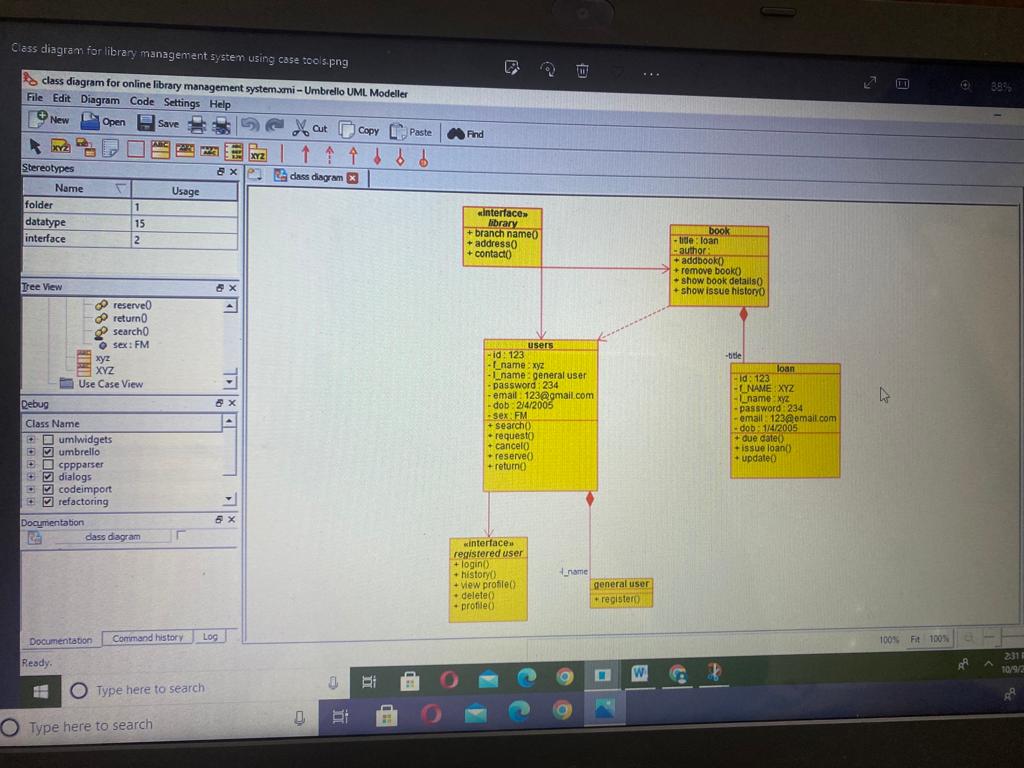 Class diagram for library management system using case tools.png
88%
class diagram for online library management system.xmi – Umbrello UML Modeller
File Edit Diagram Code Settings Help
New Open Save Cut Copy Paste Find
Stereotypes
Name Usage
folder 1
datatype 15
interface 2
Tree View
reserve()
return()
search()
sex : FM
xyz
XYZ
Use Case View
Debug
Class Name
umlwidgets
umbrello
cppparser
dialogs
codeimport
refactoring
Documentation
class diagram
Documentation Command history Log
Ready.
class diagram
«interface»
library
+ branch name()
+ address()
+ contact()
book
- title : loan
- author :
+ addbook()
+ remove book()
+ show book details()
+ show issue history()
users
- id : 123
- f_name : xyz
- l_name : general user
- password : 234
- email : 123@gmail.com
- dob : 2/4/2005
- sex : FM
+ search()
+ request()
+ cancel()
+ reserve()
+ return()
-title
loan
- id : 123
- f_NAME : XYZ
- l_name : xyz
- password : 234
- email : 123@email.com
- dob : 1/4/2005
+ due date()
+ issue loan()
+ update()
«interface»
registered user
+ login()
+ history()
+ view profile()
+ delete()
+ profile()
-l_name
general user
+ register()
100% Fit 100%
Type here to search
2:31
10/9/2
Type here to search